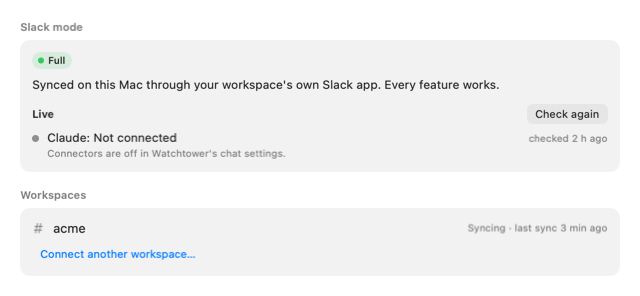 Slack mode
Full
Synced on this Mac through your workspace's own Slack app. Every feature works.
Live
Check again
Claude: Not connected
checked 2 h ago
Connectors are off in Watchtower's chat settings.
Workspaces
# acme
Syncing · last sync 3 min ago
Connect another workspace...